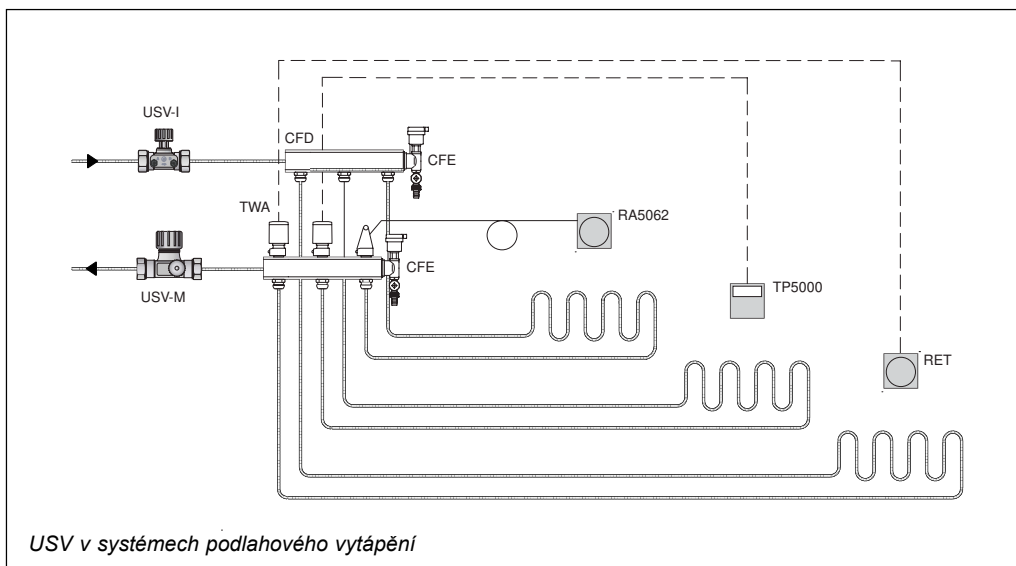 USV-I
CFD
CFE
TWA
RA5062
CFE
USV-M
TP5000
RET
USV v systémech podlahového vytápění